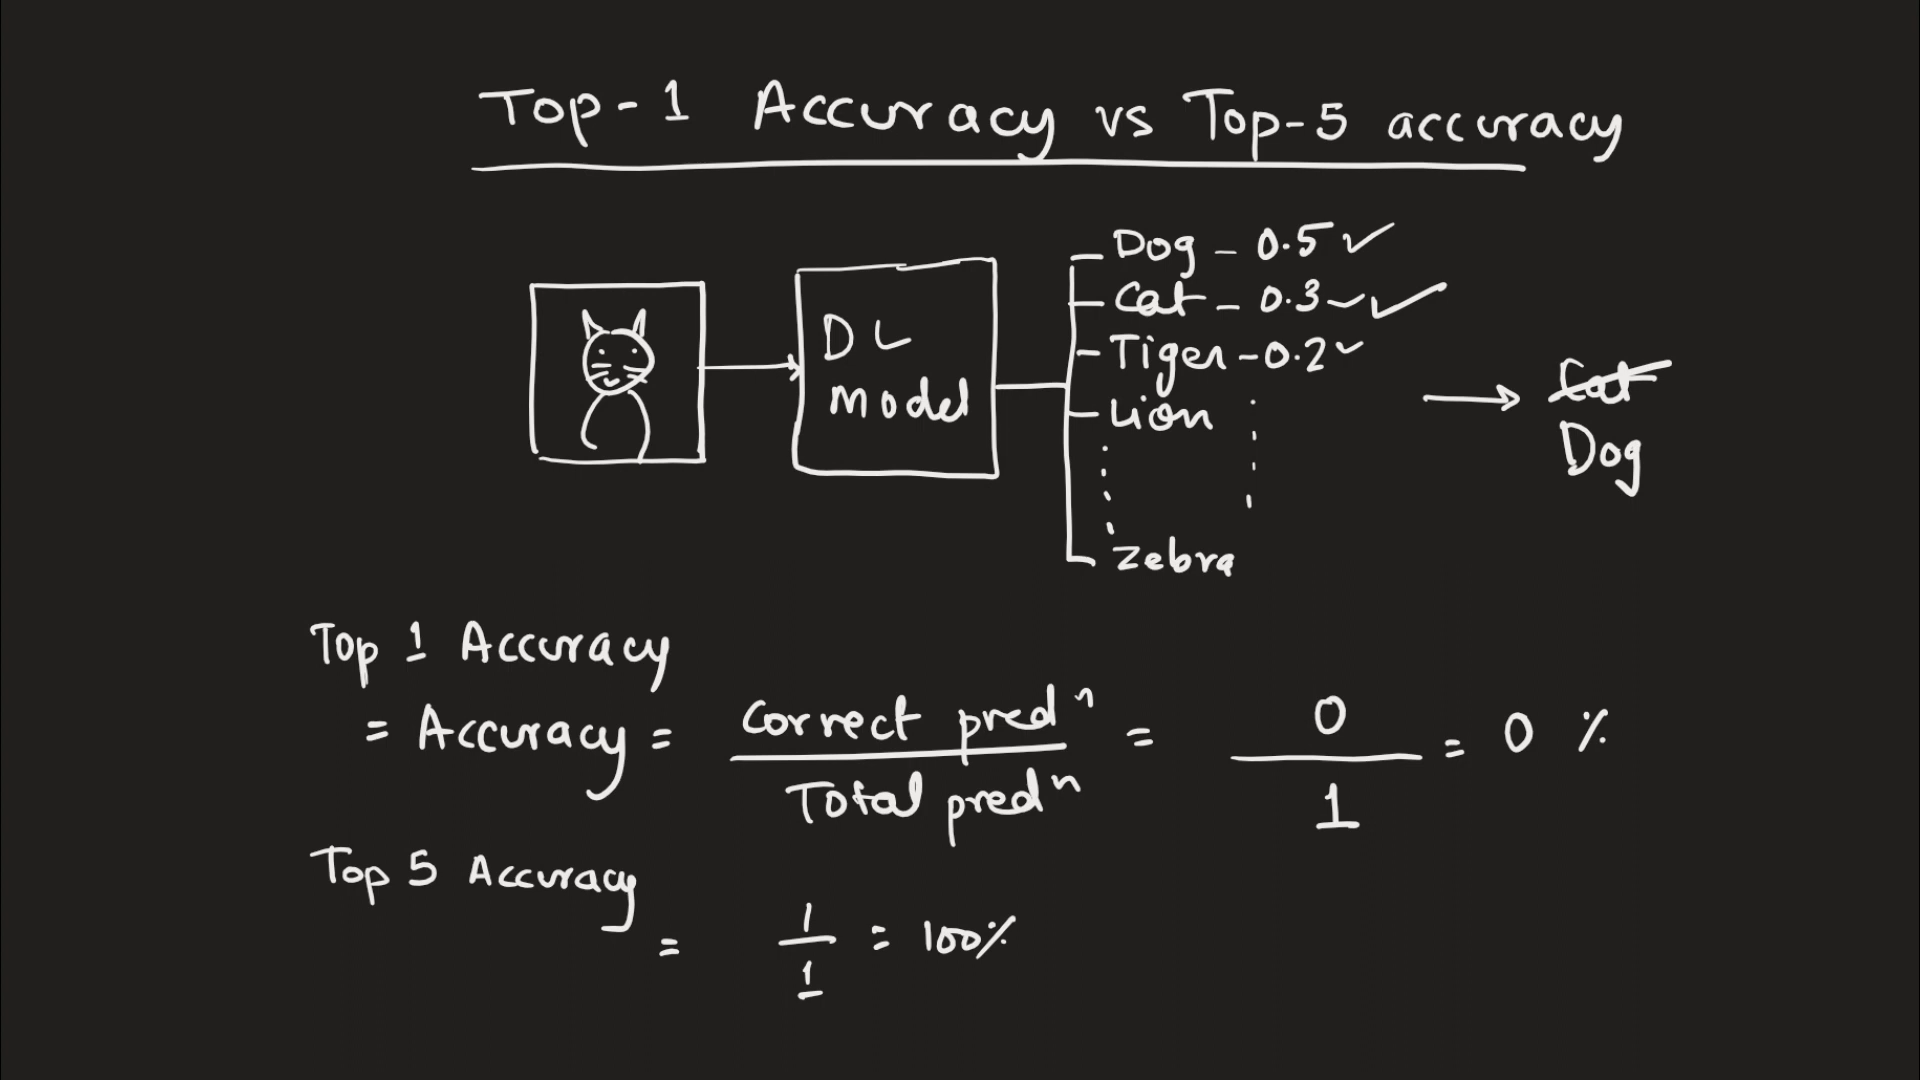 Top-1 Accuracy vs Top-5 accuracy
Dog - 0.5 ✓
Cat - 0.3 ✓ ✓
Tiger - 0.2 ✓
Lion
Zebra
DL
Model
→ Cat
Dog
Top 1 Accuracy
= Accuracy = Correct predⁿ / Total predⁿ = 0 / 1 = 0 %
Top 5 Accuracy
= 1 / 1 = 100%